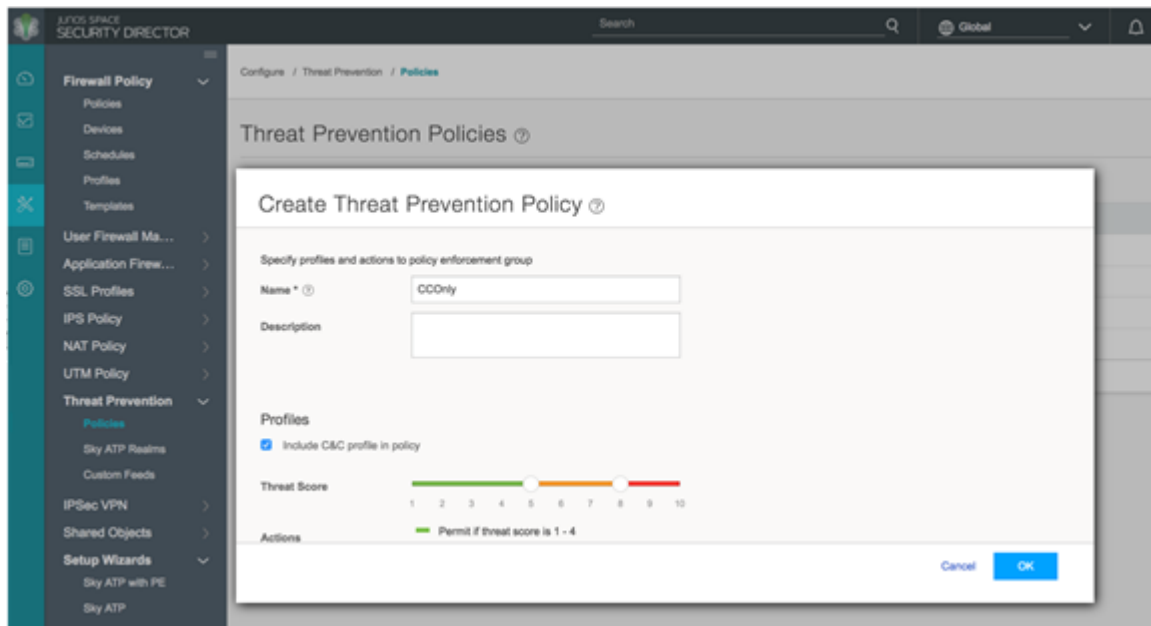 JUNOS SPACE
SECURITY DIRECTOR
Search
Global
Firewall Policy
Policies
Devices
Schedules
Profiles
Templates
User Firewall Ma...
Application Firew...
SSL Profiles
IPS Policy
NAT Policy
UTM Policy
Threat Prevention
Policies
Sky ATP Realms
Custom Feeds
IPSec VPN
Shared Objects
Setup Wizards
Sky ATP with PE
Sky ATP
Configure / Threat Prevention / Policies
Threat Prevention Policies ?
Create Threat Prevention Policy ?
Specify profiles and actions to policy enforcement group
Name * ? CCOnly
Description
Profiles
Include C&C profile in policy
Threat Score
1 2 3 4 5 6 7 8 9 10
Actions Permit if threat score is 1 - 4
Cancel OK